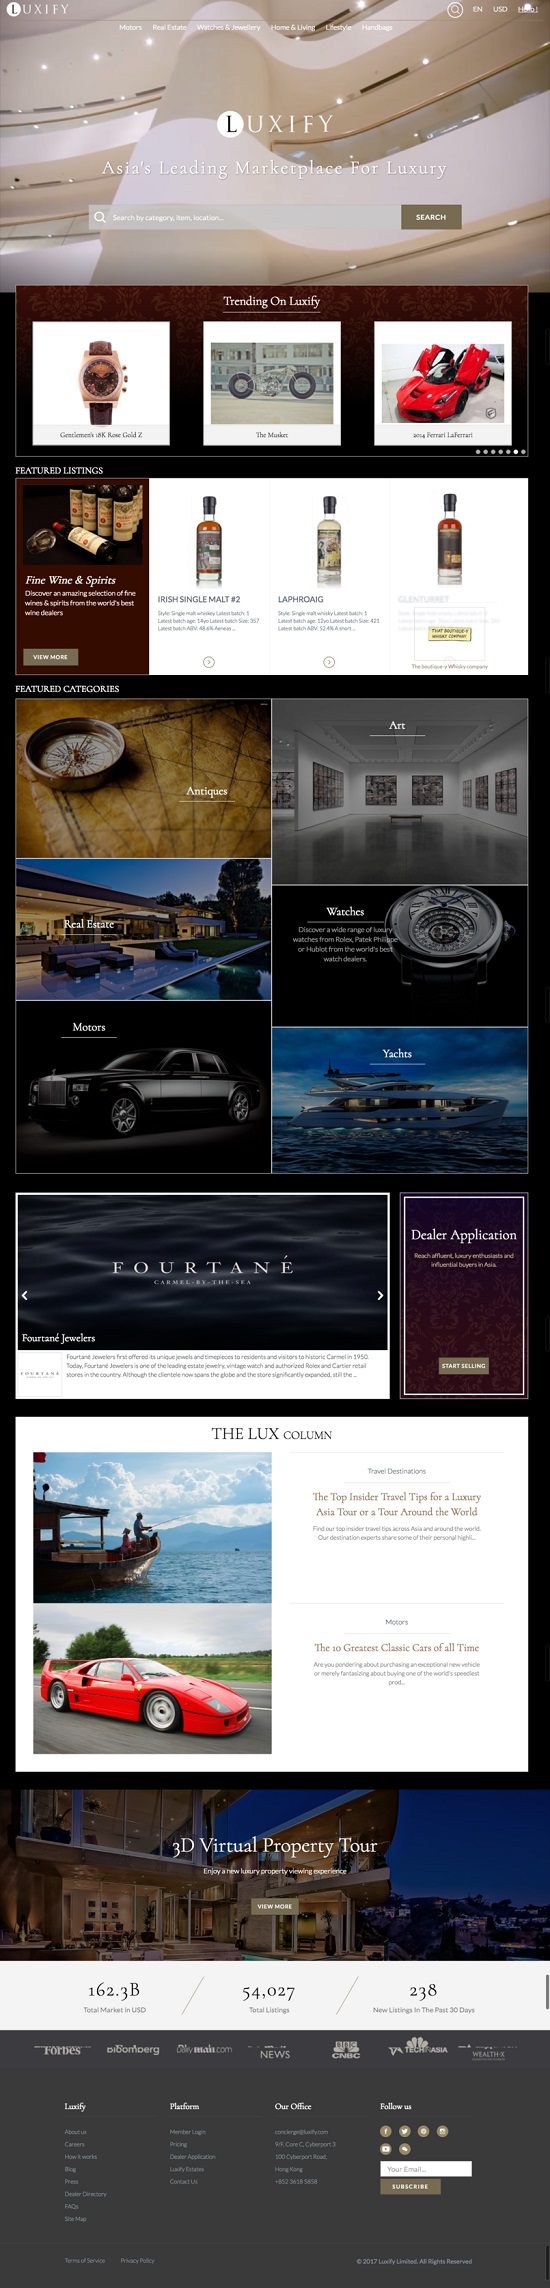 LUXIFY
EN USD Help!
Motors Real Estate Watches & Jewellery Home & Living Lifestyle Handbags
LUXIFY
Asia's Leading Marketplace For Luxury
Search by category, item, location...
SEARCH
Trending On Luxify
Gentlemen's 18K Rose Gold Z
The Musket
2014 Ferrari LaFerrari
FEATURED LISTINGS
Fine Wine & Spirits
Discover an amazing selection of fine
wines & spirits from the world's best
wine dealers
VIEW MORE
IRISH SINGLE MALT #2
Style: Single malt whiskey Latest batch: 1
Latest batch age: 14yo Latest batch Size: 357
Latest batch ABV: 48.6% Aeneas ...
LAPHROAIG
Style: Single malt whisky Latest batch: 1
Latest batch age: 12yo Latest batch Size: 421
Latest batch ABV: 52.4% A short ...
GLENTURRET
THAT BOUTIQUE-Y
WHISKY COMPANY
The boutique-y Whisky company
FEATURED CATEGORIES
Antiques
Art
Real Estate
Watches
Discover a wide range of luxury
watches from Rolex, Patek Philippe
or Hublot from the world's best
watch dealers.
Motors
Yachts
FOURTANÉ
CARMEL-BY-THE-SEA
Fourtané Jewelers
FOURTANÉ
Fourtané Jewelers first offered its unique jewels and timepieces to residents and visitors to historic Carmel in 1950.
Today, Fourtané Jewelers is one of the leading estate jewelry, vintage watch and authorized Rolex and Cartier retail
stores in the country. Although the clientele now spans the globe and the store significantly expanded, still the ...
Dealer Application
Reach affluent, luxury enthusiasts and
influential buyers in Asia.
START SELLING
THE LUX COLUMN
Travel Destinations
The Top Insider Travel Tips for a Luxury
Asia Tour or a Tour Around the World
Find our top insider travel tips across Asia and around the world.
Our destination experts share some of their personal highli...
Motors
The 10 Greatest Classic Cars of all Time
Are you pondering about purchasing an exceptional new vehicle
or merely fantasizing about buying one of the world's speediest
prod...
3D Virtual Property Tour
Enjoy a new luxury property viewing experience
VIEW MORE
162.3B
Total Market in USD
54,027
Total Listings
238
New Listings In The Past 30 Days
Forbes
Bloomberg
Daily Mail.com
NEWS
CNBC
TECHINASIA
WEALTH-X
Luxify
About us
Careers
How it works
Blog
Press
Dealer Directory
FAQs
Site Map
Platform
Member Login
Pricing
Dealer Application
Luxify Estates
Contact Us
Our Office
concierge@luxify.com
9/F, Core C, Cyberport 3
100 Cyberport Road,
Hong Kong
+852 3618 5858
Follow us
Your Email...
SUBSCRIBE
Terms of Service Privacy Policy
© 2017 Luxify Limited. All Rights Reserved